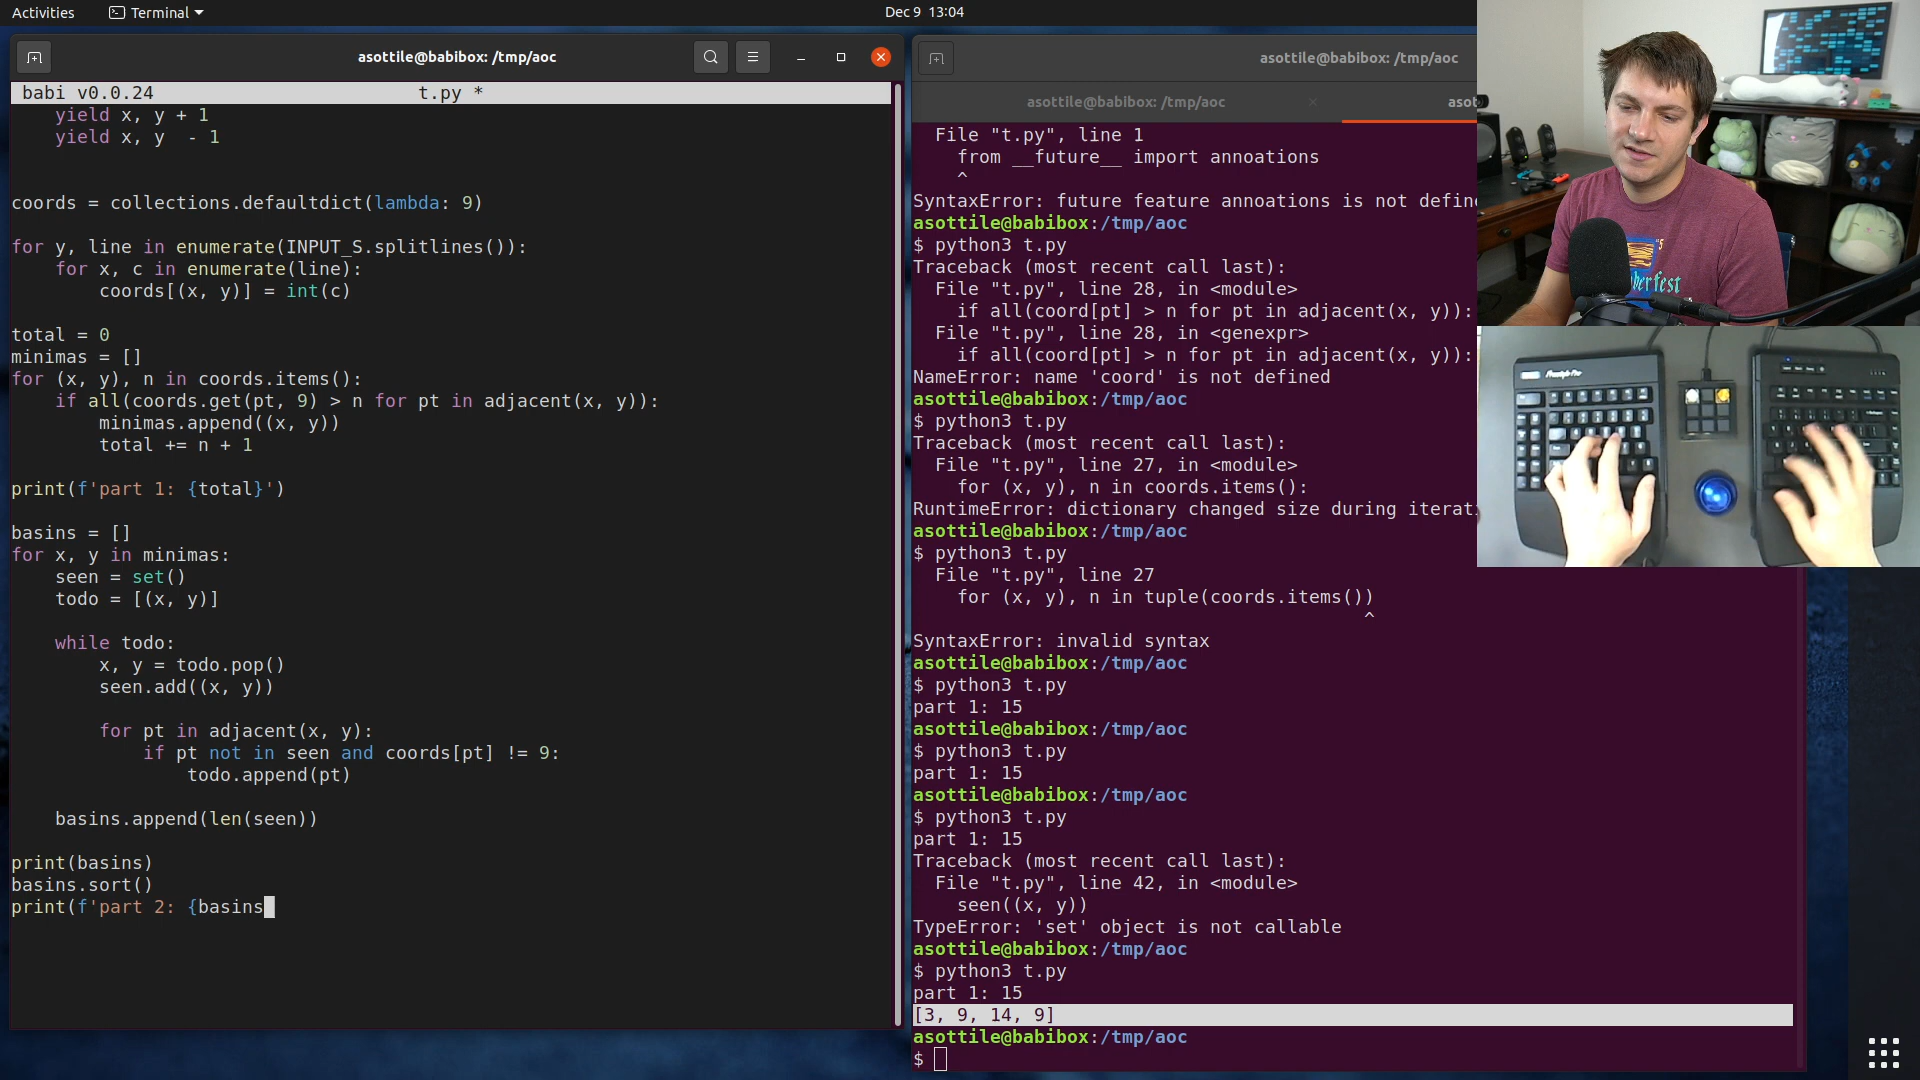 Activities
Terminal
Dec 9 13:04
asottile@babibox: /tmp/aoc
babi v0.0.24 t.py *
    yield x, y + 1
    yield x, y  - 1
coords = collections.defaultdict(lambda: 9)
for y, line in enumerate(INPUT_S.splitlines()):
    for x, c in enumerate(line):
        coords[(x, y)] = int(c)
total = 0
minimas = []
for (x, y), n in coords.items():
    if all(coords.get(pt, 9) > n for pt in adjacent(x, y)):
        minimas.append((x, y))
        total += n + 1
print(f'part 1: {total}')
basins = []
for x, y in minimas:
    seen = set()
    todo = [(x, y)]
    while todo:
        x, y = todo.pop()
        seen.add((x, y))
        for pt in adjacent(x, y):
            if pt not in seen and coords[pt] != 9:
                todo.append(pt)
    basins.append(len(seen))
print(basins)
basins.sort()
print(f'part 2: {basins
asottile@babibox: /tmp/aoc
asottile@babibox: /tmp/aoc
asot
  File "t.py", line 1
    from __future__ import annoations
    ^
SyntaxError: future feature annoations is not defin
asottile@babibox:/tmp/aoc
$ python3 t.py
Traceback (most recent call last):
  File "t.py", line 28, in <module>
    if all(coord[pt] > n for pt in adjacent(x, y)):
  File "t.py", line 28, in <genexpr>
    if all(coord[pt] > n for pt in adjacent(x, y)):
NameError: name 'coord' is not defined
asottile@babibox:/tmp/aoc
$ python3 t.py
Traceback (most recent call last):
  File "t.py", line 27, in <module>
    for (x, y), n in coords.items():
RuntimeError: dictionary changed size during iterati
asottile@babibox:/tmp/aoc
$ python3 t.py
  File "t.py", line 27
    for (x, y), n in tuple(coords.items())
                                         ^
SyntaxError: invalid syntax
asottile@babibox:/tmp/aoc
$ python3 t.py
part 1: 15
asottile@babibox:/tmp/aoc
$ python3 t.py
part 1: 15
asottile@babibox:/tmp/aoc
$ python3 t.py
part 1: 15
Traceback (most recent call last):
  File "t.py", line 42, in <module>
    seen((x, y))
TypeError: 'set' object is not callable
asottile@babibox:/tmp/aoc
$ python3 t.py
part 1: 15
[3, 9, 14, 9]
asottile@babibox:/tmp/aoc
$